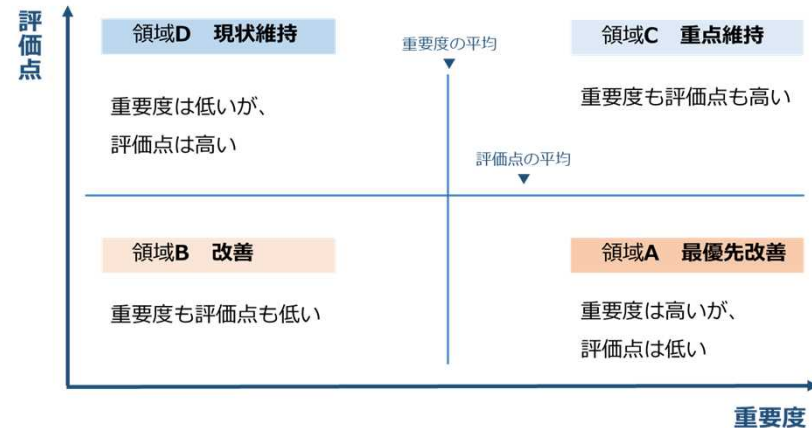 評価点
領域D 現状維持
重要度は低いが、
評価点は高い
重要度の平均
▼
領域C 重点維持
重要度も評価点も高い
評価点の平均
▼
領域B 改善
重要度も評価点も低い
領域A 最優先改善
重要度は高いが、
評価点は低い
重要度